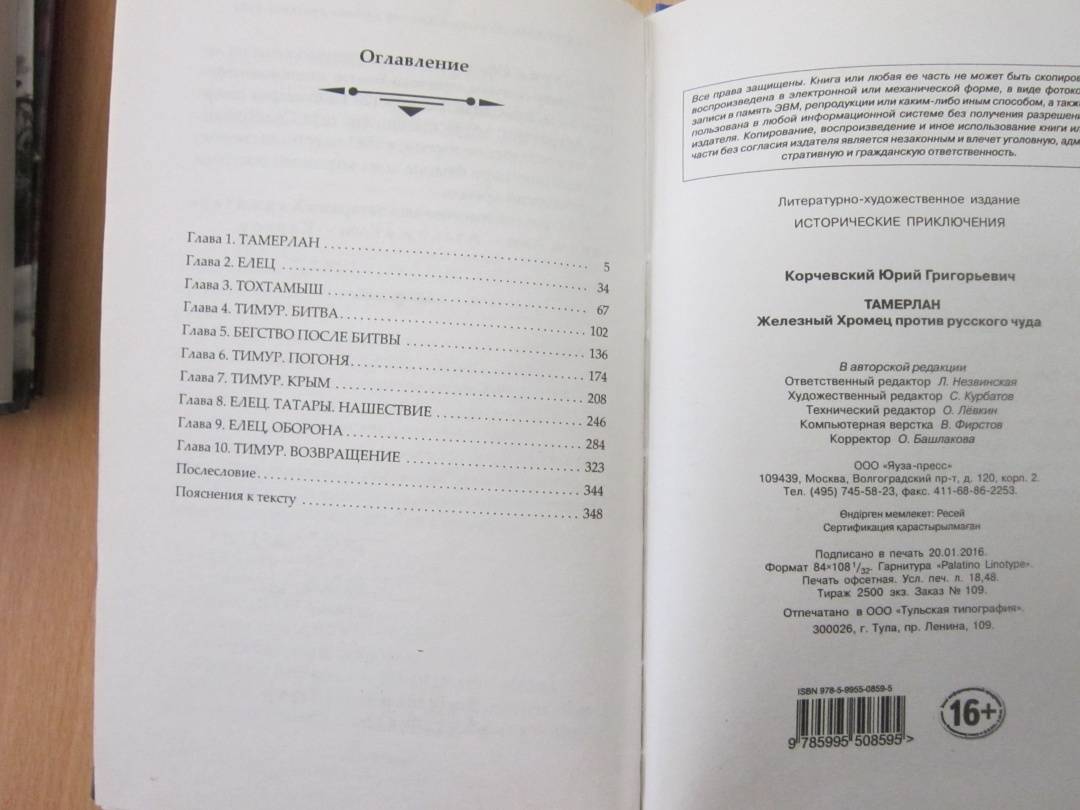 Оглавление
Глава 1. ТАМЕРЛАН 5
Глава 2. ЕЛЕЦ 34
Глава 3. ТОХТАМЫШ 67
Глава 4. ТИМУР. БИТВА 102
Глава 5. БЕГСТВО ПОСЛЕ БИТВЫ 136
Глава 6. ТИМУР. ПОГОНЯ 174
Глава 7. ТИМУР. КРЫМ 208
Глава 8. ЕЛЕЦ. ТАТАРЫ. НАШЕСТВИЕ 246
Глава 9. ЕЛЕЦ. ОБОРОНА 284
Глава 10. ТИМУР. ВОЗВРАЩЕНИЕ 323
Послесловие 344
Пояснения к тексту 348
Все права защищены. Книга или любая ее часть не может быть скопиров
воспроизведена в электронной или механической форме, в виде фотоко
записи в память ЭВМ, репродукции или каким-либо иным способом, а такж
пользована в любой информационной системе без получения разрешен
издателя. Копирование, воспроизведение и иное использование книги ил
части без согласия издателя является незаконным и влечет уголовную, адм
стративную и гражданскую ответственность.
Литературно-художественное издание
ИСТОРИЧЕСКИЕ ПРИКЛЮЧЕНИЯ
Корчевский Юрий Григорьевич
ТАМЕРЛАН
Железный Хромец против русского чуда
В авторской редакции
Ответственный редактор Л. Незвинская
Художественный редактор С. Курбатов
Технический редактор О. Лёвкин
Компьютерная верстка В. Фирстов
Корректор О. Башлакова
ООО «Яуза-пресс»
109439, Москва, Волгоградский пр-т, д. 120, корп. 2.
Тел. (495) 745-58-23, факс. 411-68-86-2253.
Өндірген мемлекет: Ресей
Сертификация қарастырылмаған
Подписано в печать 20.01.2016.
Формат 84×108 1/32. Гарнитура «Palatino Linotype».
Печать офсетная. Усл. печ. л. 18,48.
Тираж 2500 экз. Заказ № 109.
Отпечатано в ООО «Тульская типография».
300026, г. Тула, пр. Ленина, 109.
ISBN 978-5-9955-0859-5
16+
9 785995 508595>